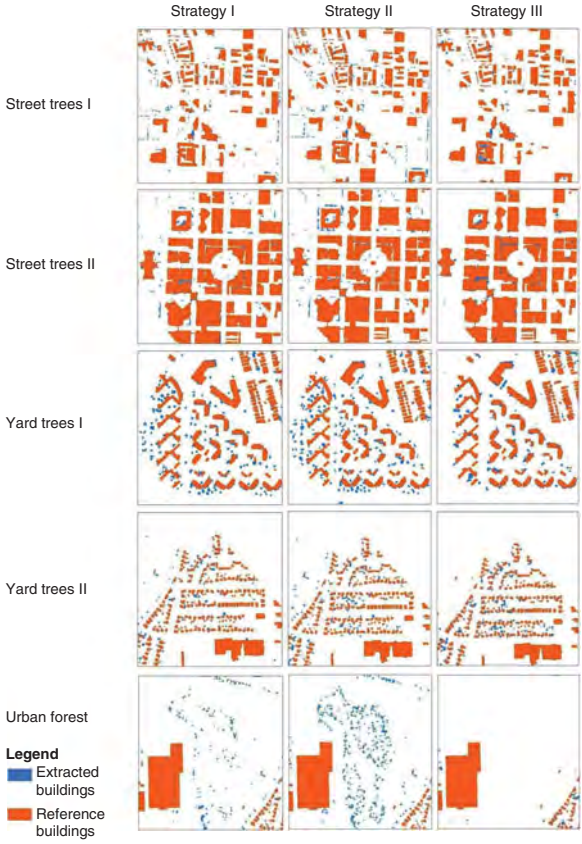 Strategy I Strategy II Strategy III
Street trees I
Street trees II
Yard trees I
Yard trees II
Urban forest
Legend
Extracted
buildings
Reference
buildings